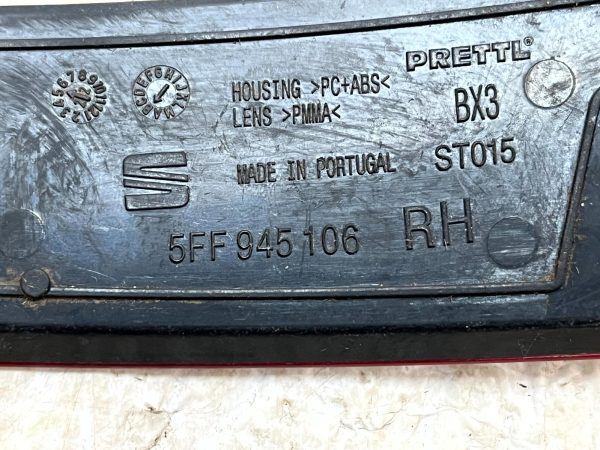 PRETTL®
HOUSING >PC+ABS<
LENS >PMMA<
BX3
MADE IN PORTUGAL
ST015
5FF 945 106 RH